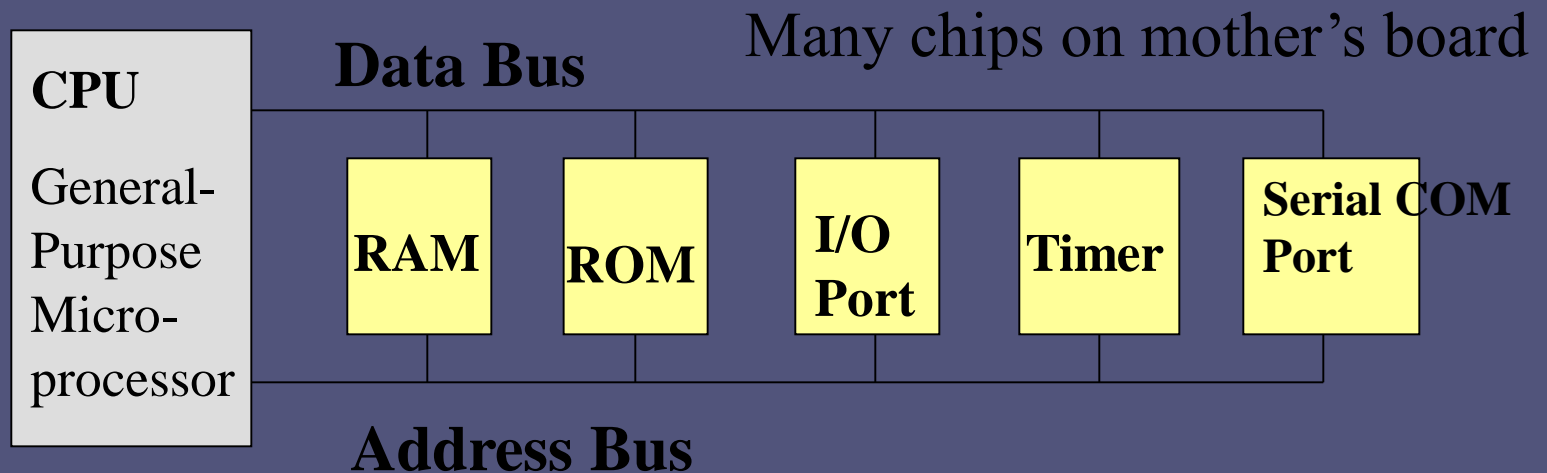 Many chips on mother’s board
Data Bus
CPU
General-
Purpose
Micro-
processor
RAM
ROM
I/O
Port
Timer
Serial COM
Port
Address Bus